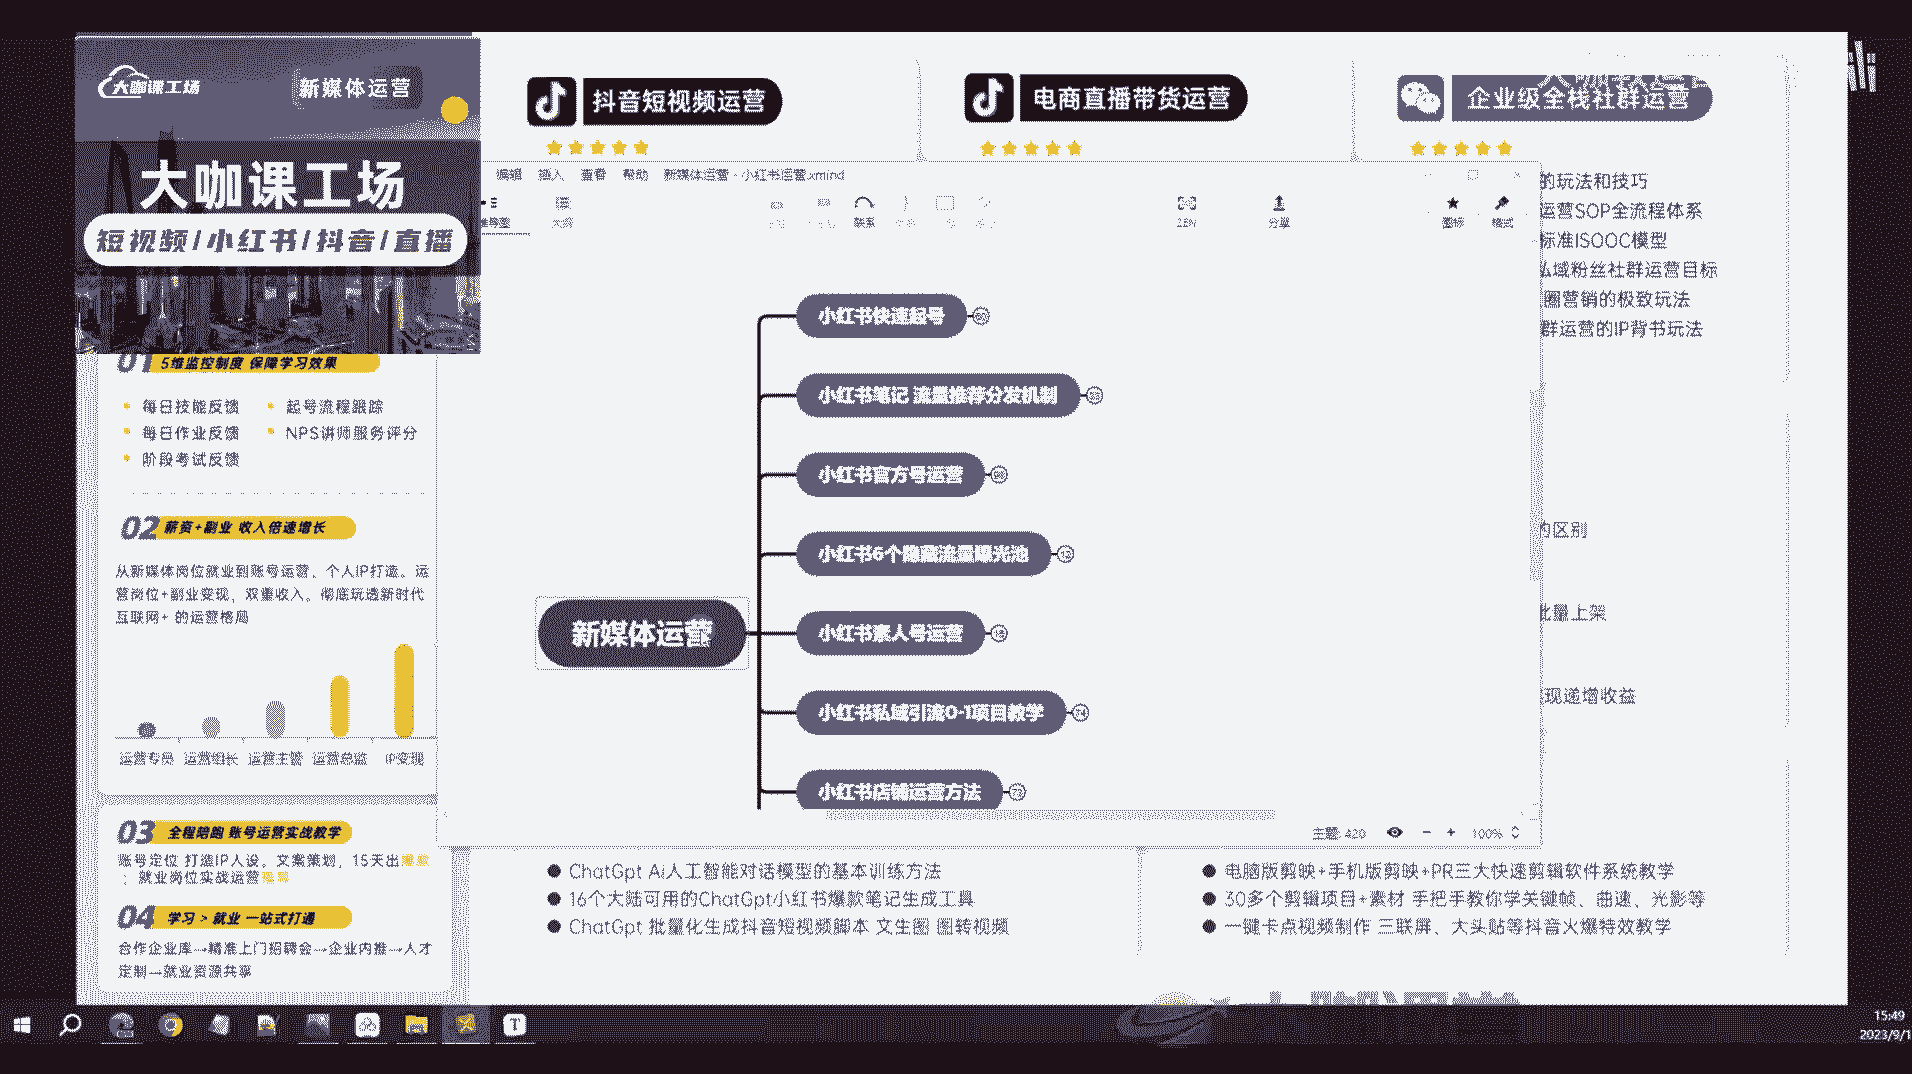 大咖课工场
新媒体运营
大咖课工场
短视频/小红书/抖音/直播
01 5维监控制度 保障学习效果
每日技能反馈
起号流程跟踪
每日作业反馈
NPS讲师服务评分
阶段考试反馈
02 薪资+副业 收入倍速增长
从新媒体岗位就业到账号运营、个人IP打造。运
营岗位+副业变现，双重收入。彻底玩透新时代
互联网+ 的运营格局
运营专员 运营组长 运营主管 运营总监 IP变现
03 全程陪跑 账号运营实战教学
账号定位 打造IP人设。文案策划，15天出爆款
；就业岗位实战运营
04 学习 > 就业 一站式打通
合作企业库→精准上门招聘会→企业内推→人才
定制→就业资源共享
抖音短视频运营
电商直播带货运营
企业级全栈社群运营
编辑 插入 查看 帮助 新媒体运营 - 小红书运营.xmind
大纲
联系
分享
图标
格式
小红书快速起号
小红书笔记 流量推荐分发机制
小红书官方号运营
小红书6个隐藏流量曝光池
新媒体运营
小红书素人号运营
小红书私域引流0-1项目教学
小红书店铺运营方法
主题: 420
100%
的玩法和技巧
运营SOP全流程体系
标准ISOOC模型
私域粉丝社群运营目标
圈营销的极致玩法
群运营的IP背书玩法
的区别
批量上架
现递增收益
ChatGpt Ai人工智能对话模型的基本训练方法
16个大陆可用的ChatGpt小红书爆款笔记生成工具
ChatGpt 批量化生成抖音短视频脚本 文生图 图转视频
电脑版剪映+手机版剪映+PR三大快速剪辑软件系统教学
30多个剪辑项目+素材 手把手教你学关键帧、曲速、光影等
一键卡点视频制作 三联屏、大头贴等抖音火爆特效教学
15:49
2023/9/1